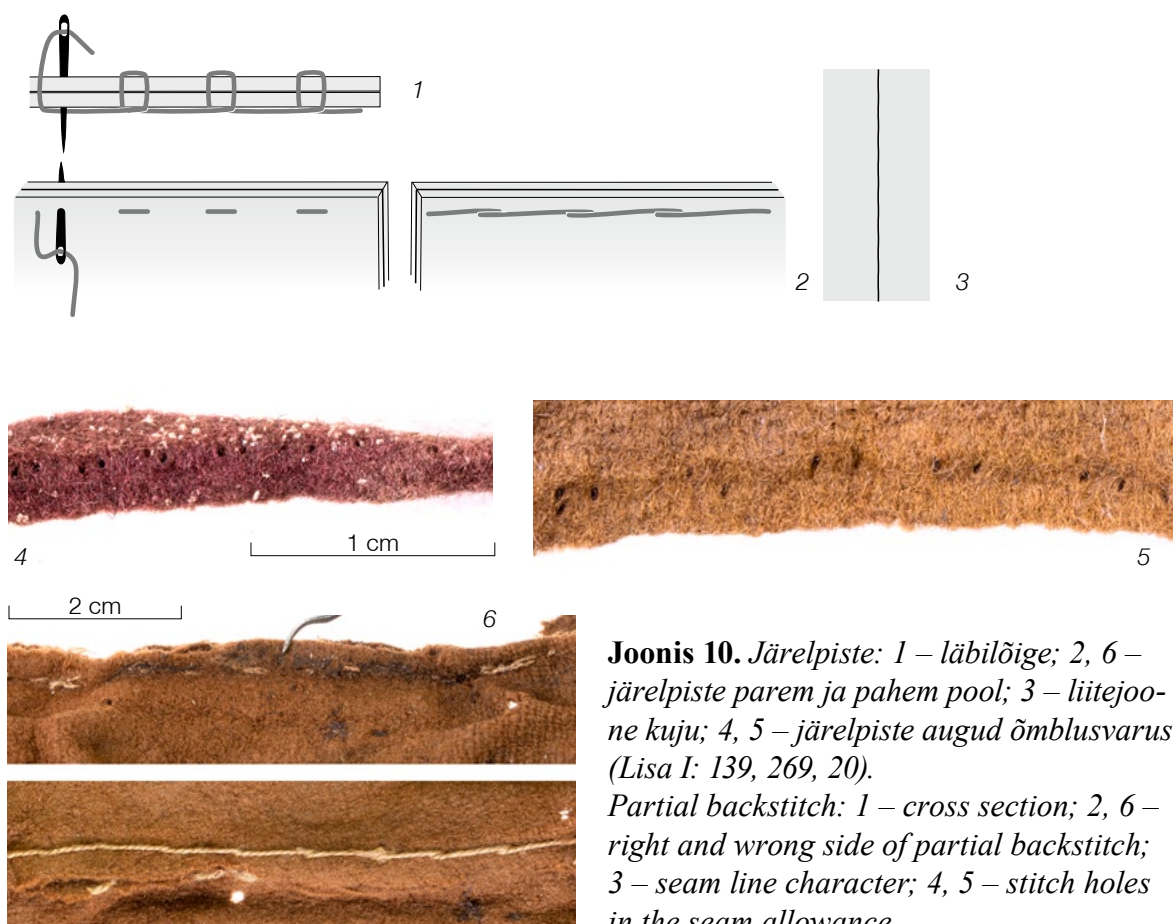 1
2
3
4
1 cm
5
2 cm
6
Joonis 10. Järelpiste: 1 – läbilõige; 2, 6 –
järelpiste parem ja pahem pool; 3 – liitejoo-
ne kuju; 4, 5 – järelpiste augud õmblusvarus
(Lisa I: 139, 269, 20).
Partial backstitch: 1 – cross section; 2, 6 –
right and wrong side of partial backstitch;
3 – seam line character; 4, 5 – stitch holes
in the seam allowance